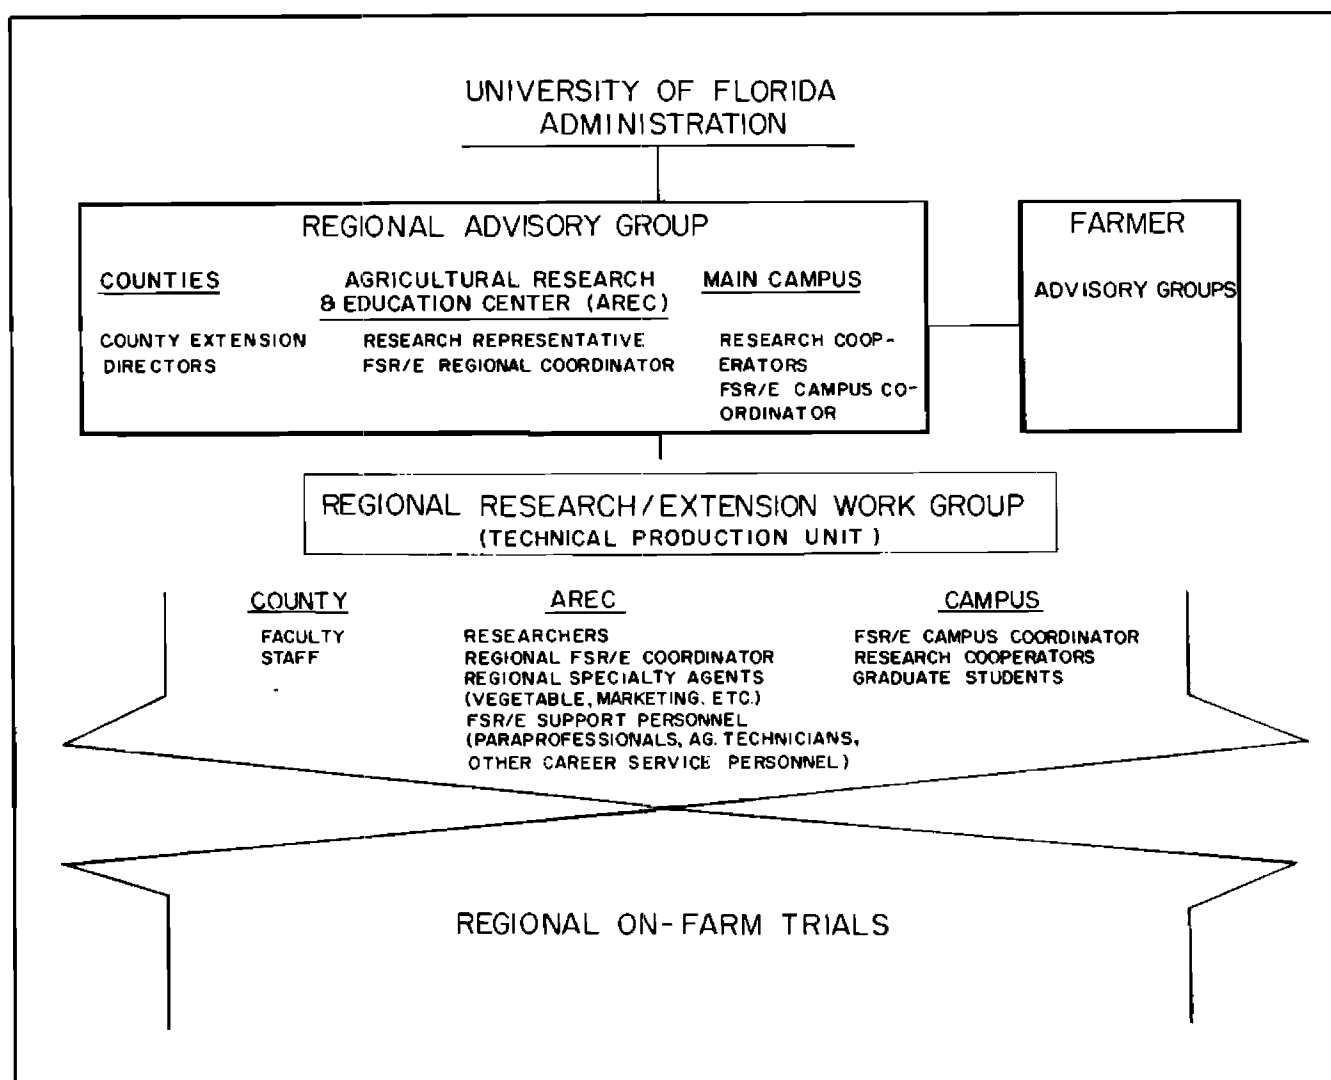 UNIVERSITY OF FLORIDA
ADMINISTRATION
REGIONAL ADVISORY GROUP
COUNTIES
COUNTY EXTENSION
DIRECTORS
AGRICULTURAL RESEARCH
& EDUCATION CENTER (AREC)
RESEARCH REPRESENTATIVE
FSR/E REGIONAL COORDINATOR
MAIN CAMPUS
RESEARCH COOP-
ERATORS
FSR/E CAMPUS CO-
ORDINATOR
FARMER
ADVISORY GROUPS
REGIONAL RESEARCH/EXTENSION WORK GROUP
(TECHNICAL PRODUCTION UNIT)
COUNTY
FACULTY
STAFF
AREC
RESEARCHERS
REGIONAL FSR/E COORDINATOR
REGIONAL SPECIALTY AGENTS
(VEGETABLE, MARKETING, ETC.)
FSR/E SUPPORT PERSONNEL
(PARAPROFESSIONALS, AG. TECHNICIANS,
OTHER CAREER SERVICE PERSONNEL)
CAMPUS
FSR/E CAMPUS COORDINATOR
RESEARCH COOPERATORS
GRADUATE STUDENTS
REGIONAL ON-FARM TRIALS